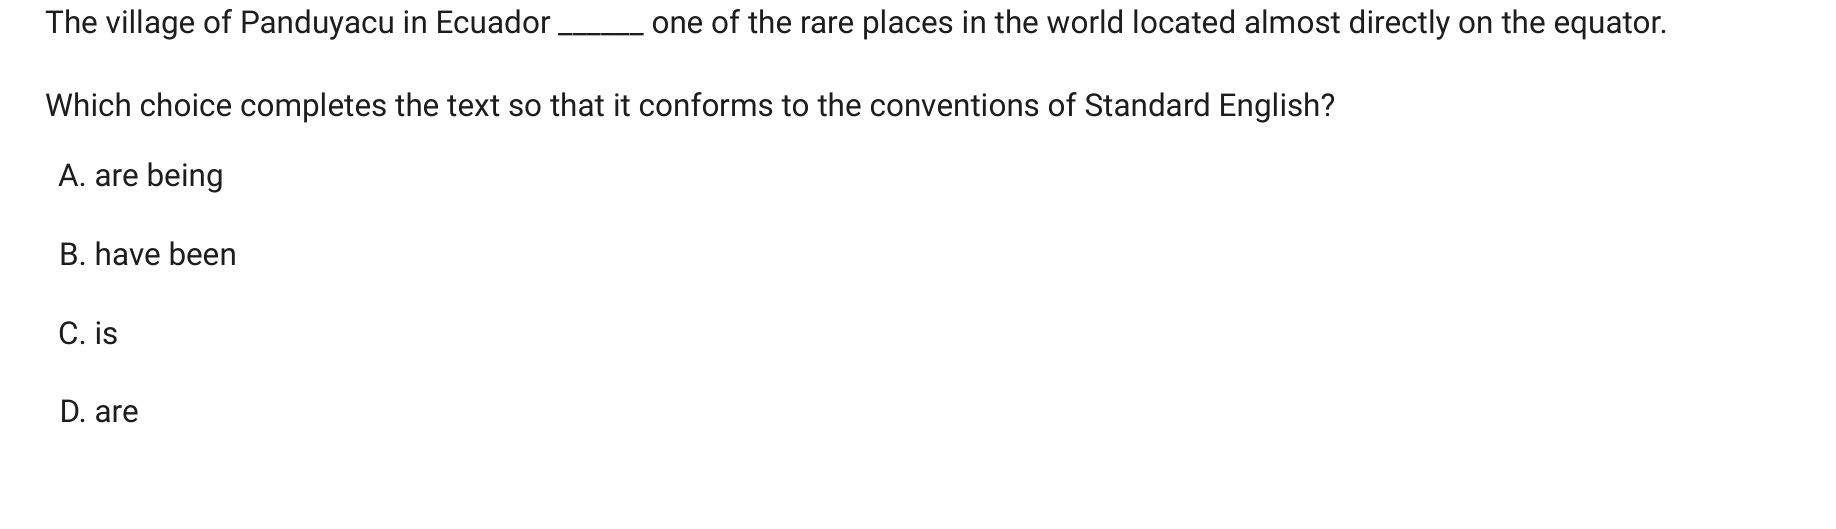 The village of Panduyacu in Ecuador ______ one of the rare places in the world located almost directly on the equator.
Which choice completes the text so that it conforms to the conventions of Standard English?
A. are being
B. have been
C. is
D. are